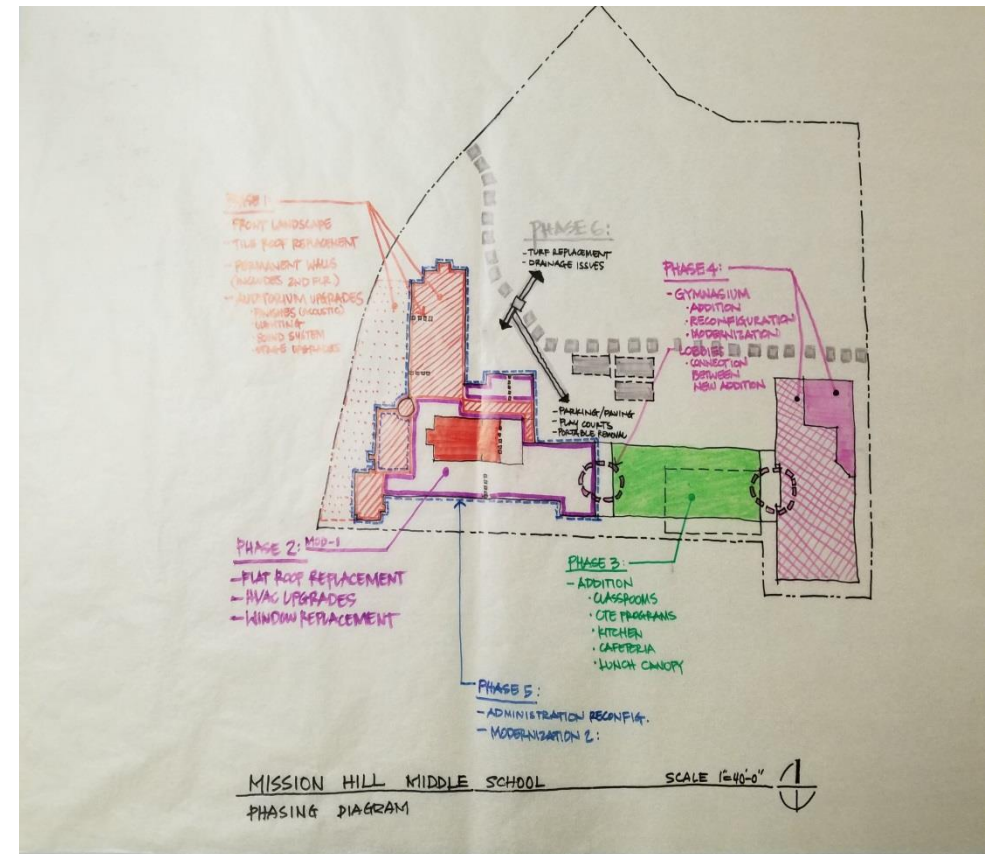 PHASE 1:
FRONT LANDSCAPE
- TILE ROOF REPLACEMENT
- PERMANENT WALLS
(INCLUDES 2ND FLR.)
- AUDITORIUM UPGRADES
· FINISHES (ACOUSTIC)
· LIGHTING
· SOUND SYSTEM
· STAGE UPGRADES
PHASE 6:
- TURF REPLACEMENT
- DRAINAGE ISSUES
- PARKING/PAVING
- PLAY COURTS
- PORTABLE REMOVAL
PHASE 4:
- GYMNASIUM
· ADDITION
· RECONFIGURATION
· MODERNIZATION
- LOBBIES
· CONNECTION
BETWEEN
NEW ADDITION
PHASE 2: MOD-1
- FLAT ROOF REPLACEMENT
- HVAC UPGRADES
- WINDOW REPLACEMENT
PHASE 3:
- ADDITION
· CLASSROOMS
· CTE PROGRAMS
· KITCHEN
· CAFETERIA
· LUNCH CANOPY
PHASE 5:
- ADMINISTRATION RECONFIG.
- MODERNIZATION 2:
MISSION HILL MIDDLE SCHOOL
SCALE 1"=40'-0"
PHASING DIAGRAM